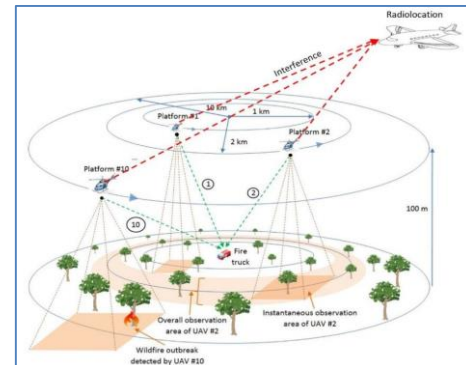 Radiolocation
Interference
10 km
Platform #1
1 km
Platform #2
2 km
Platform #10
1
2
100 m
10
Fire
truck
Overall observation
area of UAV #2
Instantaneous observation
area of UAV #2
Wildfire outbreak
detected by UAV #10